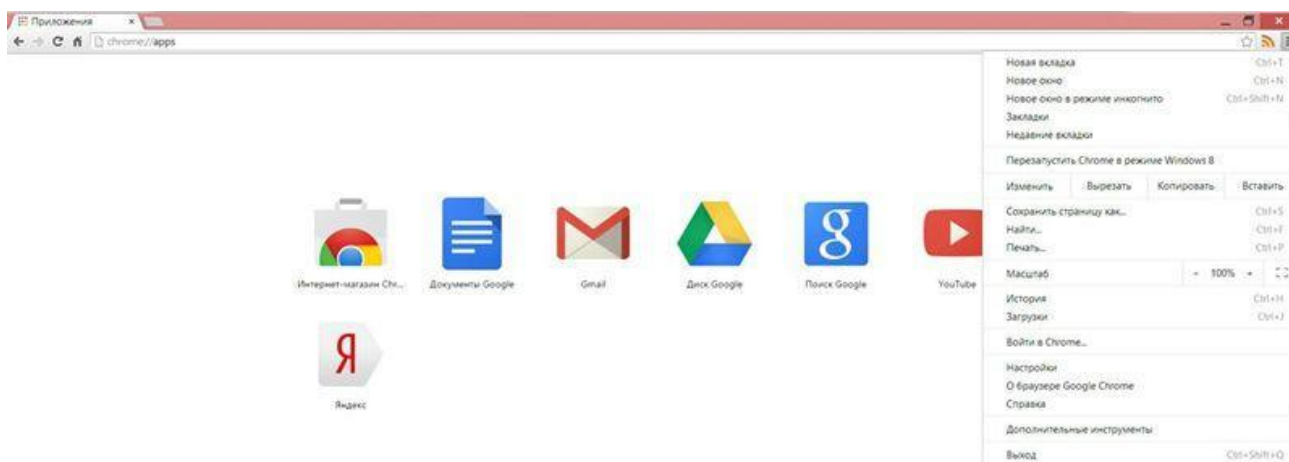 Приложения
chrome://apps
Новая вкладка Ctrl+T
Новое окно Ctrl+N
Новое окно в режиме инкогнито Ctrl+Shift+N
Закладки
Недавние вкладки
Перезапустить Chrome в режиме Windows 8
Изменить Вырезать Копировать Вставить
Сохранить страницу как... Ctrl+S
Найти... Ctrl+F
Печать... Ctrl+P
Масштаб - 100% +
История Ctrl+H
Загрузки Ctrl+J
Войти в Chrome...
Настройки
О браузере Google Chrome
Справка
Дополнительные инструменты
Выход Ctrl+Shift+Q
Интернет-магазин Chr... Документы Google Gmail Диск Google Поиск Google YouTube
g
Я
Яндекс